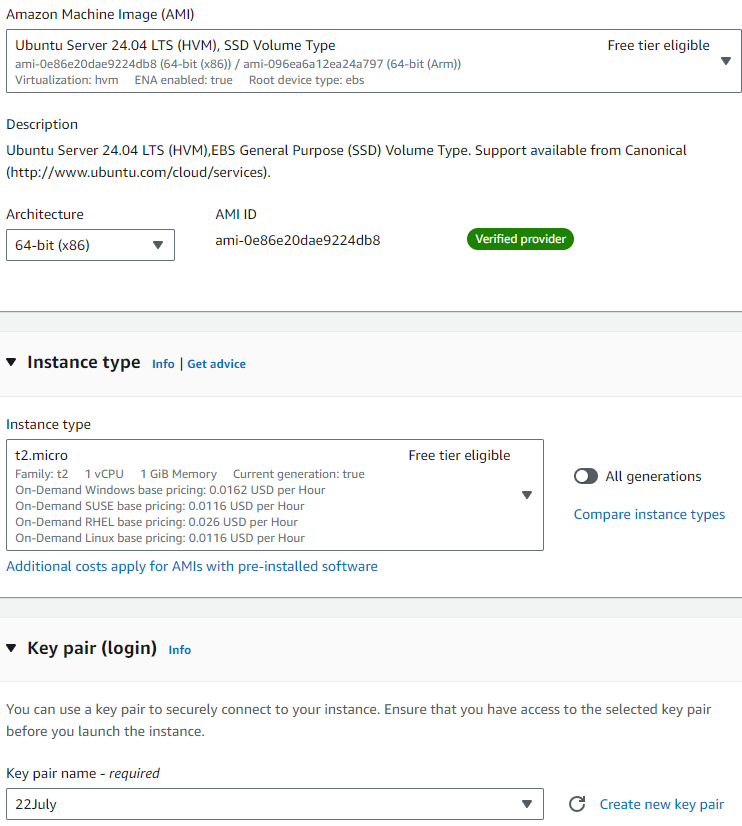 Amazon Machine Image (AMI)
Ubuntu Server 24.04 LTS (HVM), SSD Volume Type Free tier eligible
ami-0e86e20dae9224db8 (64-bit (x86)) / ami-096ea6a12ea24a797 (64-bit (Arm))
Virtualization: hvm ENA enabled: true Root device type: ebs
Description
Ubuntu Server 24.04 LTS (HVM),EBS General Purpose (SSD) Volume Type. Support available from Canonical
(http://www.ubuntu.com/cloud/services).
Architecture AMI ID
64-bit (x86) ami-0e86e20dae9224db8 Verified provider
Instance type Info | Get advice
Instance type
t2.micro Free tier eligible
Family: t2 1 vCPU 1 GiB Memory Current generation: true
On-Demand Windows base pricing: 0.0162 USD per Hour
On-Demand SUSE base pricing: 0.0116 USD per Hour
On-Demand RHEL base pricing: 0.026 USD per Hour
On-Demand Linux base pricing: 0.0116 USD per Hour
All generations
Compare instance types
Additional costs apply for AMIs with pre-installed software
Key pair (login) Info
You can use a key pair to securely connect to your instance. Ensure that you have access to the selected key pair
before you launch the instance.
Key pair name - required
22July Create new key pair